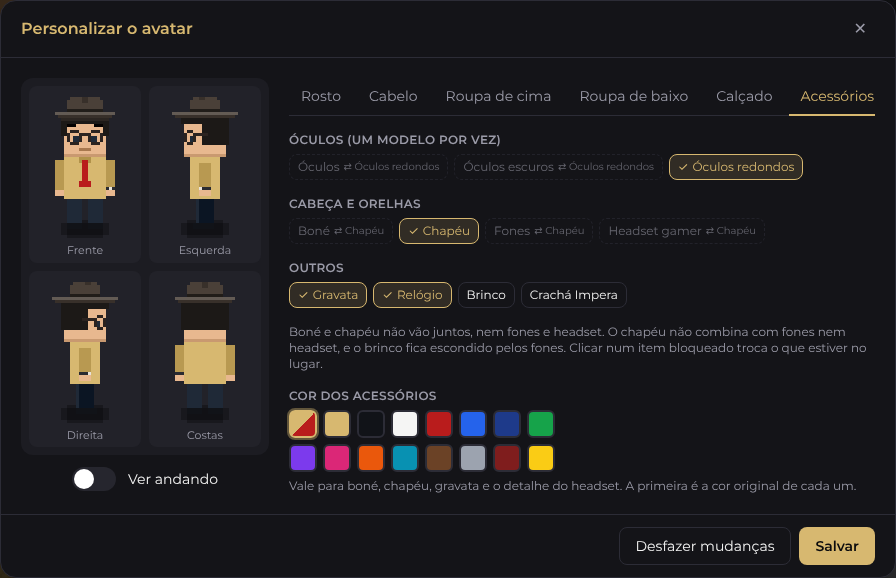 Personalizar o avatar
Rosto Cabelo Roupa de cima Roupa de baixo Calçado Acessórios
ÓCULOS (UM MODELO POR VEZ)
Óculos ⇄ Óculos redondos Óculos escuros ⇄ Óculos redondos ✓ Óculos redondos
CABEÇA E ORELHAS
Boné ⇄ Chapéu ✓ Chapéu Fones ⇄ Chapéu Headset gamer ⇄ Chapéu
Frente Esquerda
OUTROS
✓ Gravata ✓ Relógio Brinco Crachá Impera
Boné e chapéu não vão juntos, nem fones e headset. O chapéu não combina com fones nem
headset, e o brinco fica escondido pelos fones. Clicar num item bloqueado troca o que estiver no
lugar.
COR DOS ACESSÓRIOS
Direita Costas
Ver andando
Vale para boné, chapéu, gravata e o detalhe do headset. A primeira é a cor original de cada um.
Desfazer mudanças Salvar